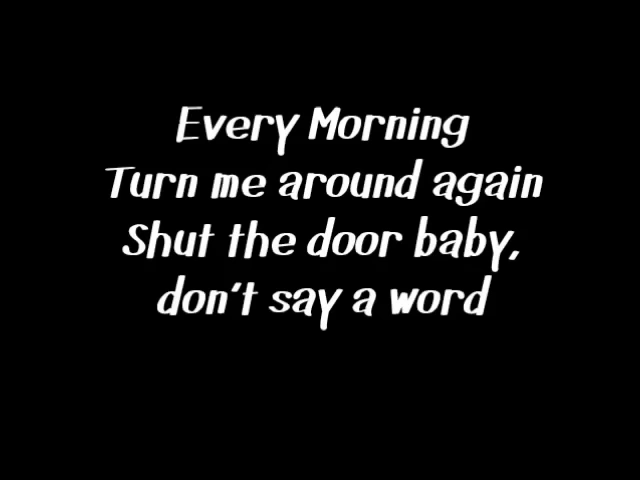 Every Morning
Turn me around again
Shut the door baby,
don't say a word